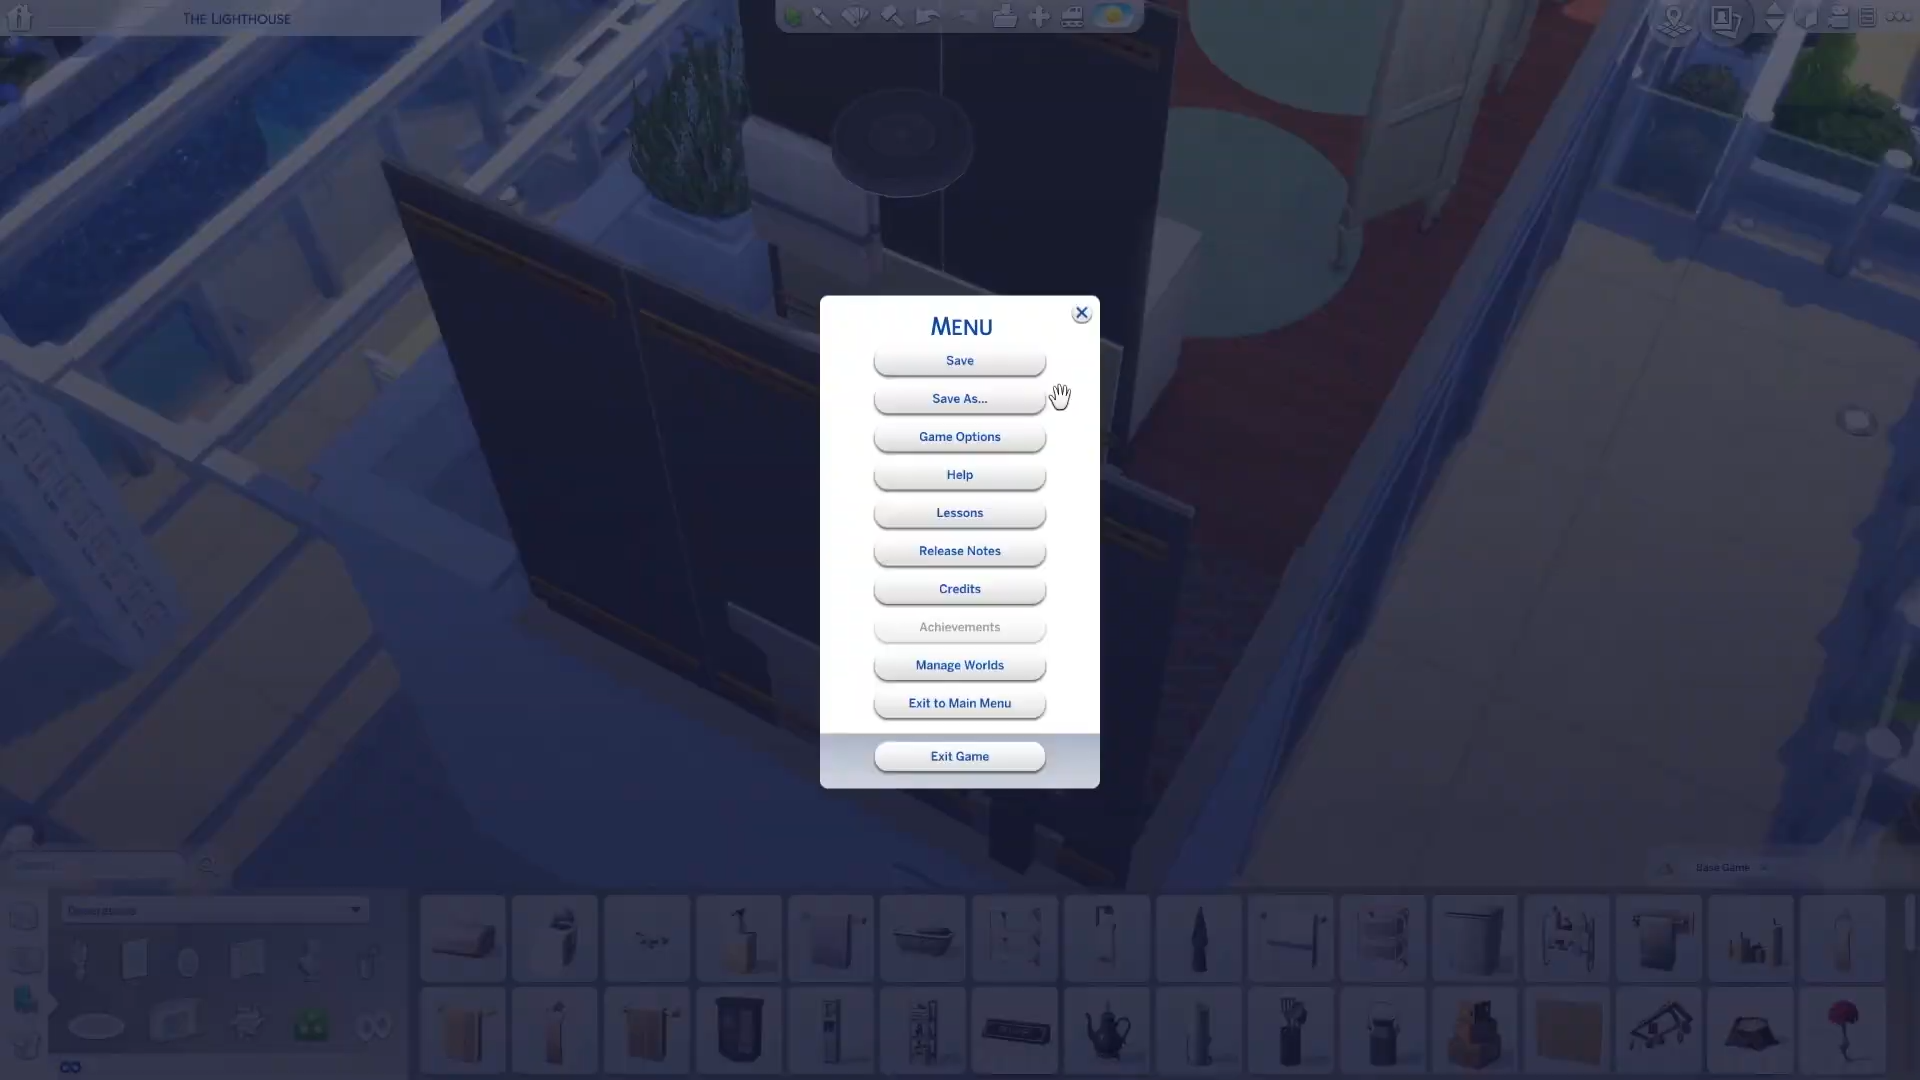 THE LIGHTHOUSE
MENU
Save
Save As...
Game Options
Help
Lessons
Release Notes
Credits
Achievements
Manage Worlds
Exit to Main Menu
Exit Game
Base Game
Decorations